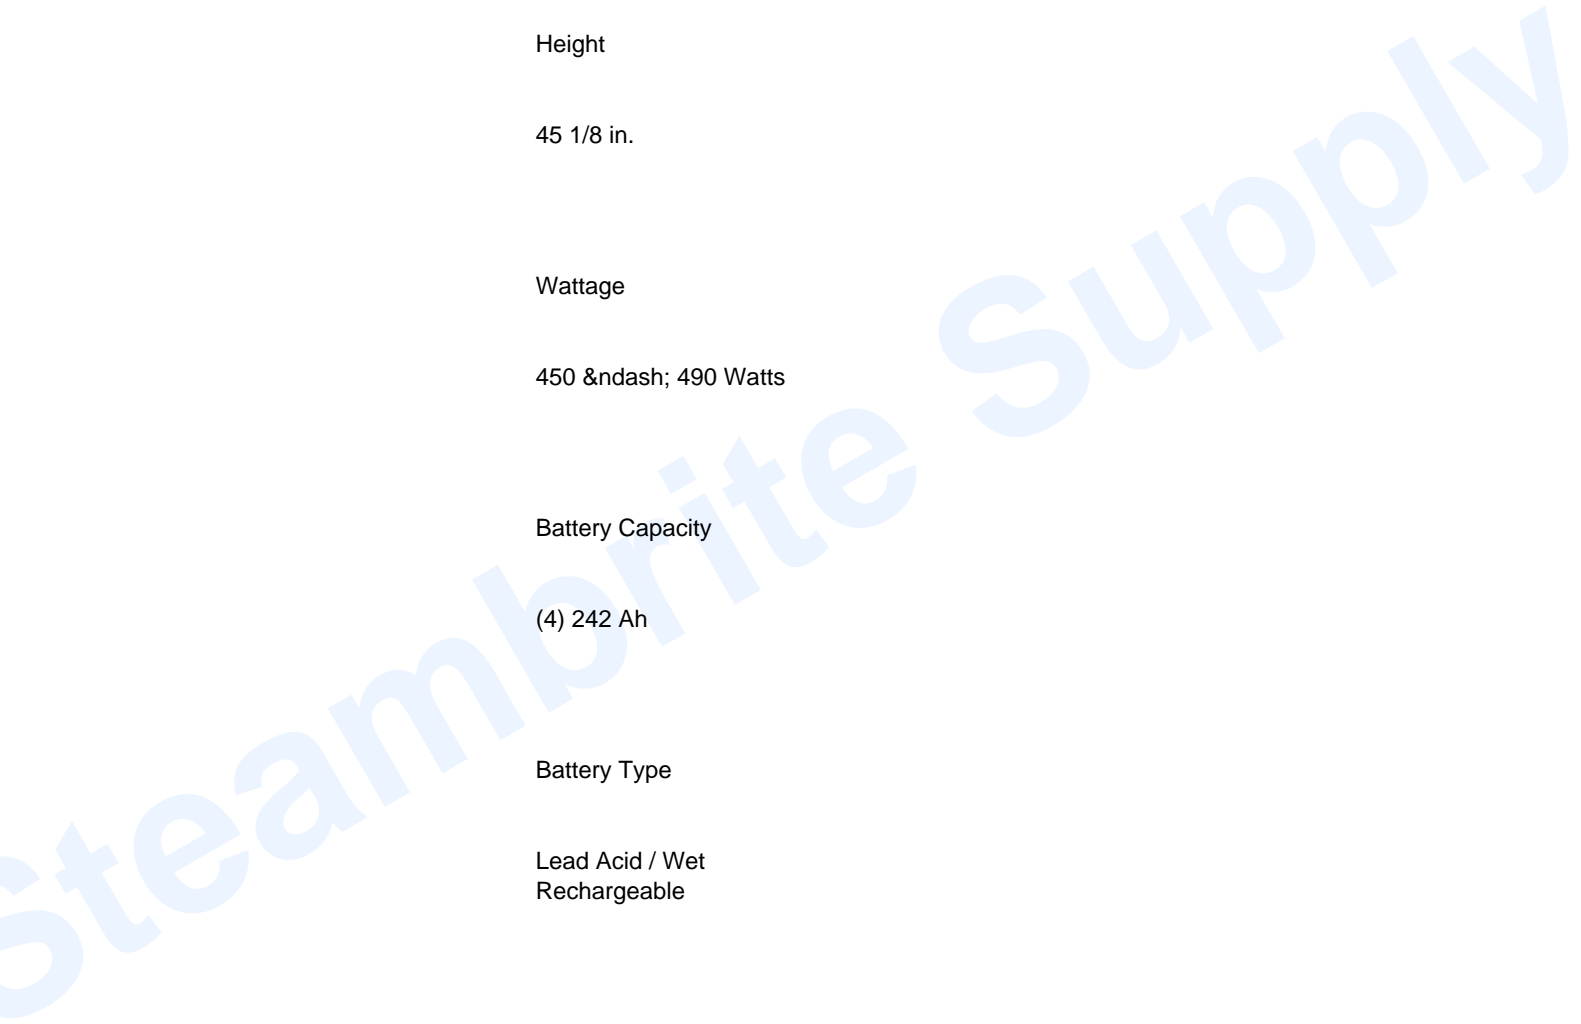 Height
45 1/8 in.
Wattage
450 &ndash; 490 Watts
Battery Capacity
(4) 242 Ah
Battery Type
Lead Acid / Wet
Rechargeable
Steambrite Supply